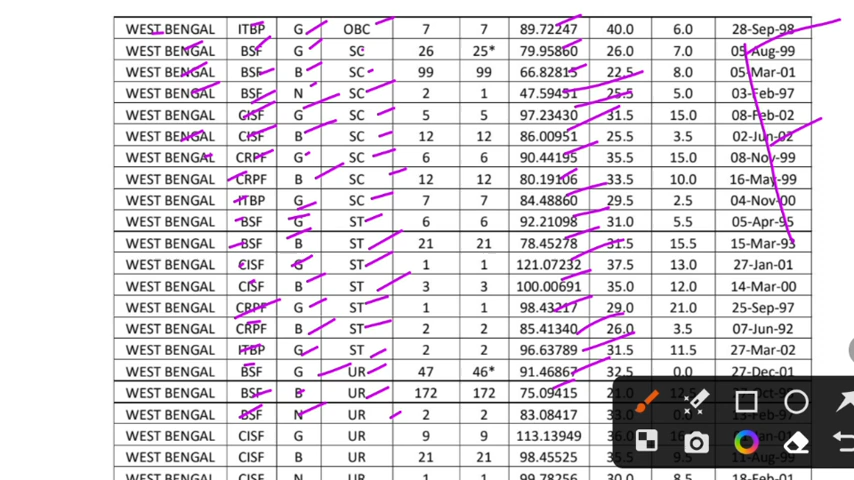 WEST BENGAL ITBP G OBC 7 7 89.72247 40.0 6.0 28-Sep-98
WEST BENGAL BSF G SC 26 25* 79.95860 26.0 7.0 05-Aug-99
WEST BENGAL BSF B SC 99 99 66.82815 22.5 8.0 05-Mar-01
WEST BENGAL BSF N SC 2 1 47.59451 25.5 5.0 03-Feb-97
WEST BENGAL CISF G SC 5 5 97.23430 31.5 15.0 08-Feb-02
WEST BENGAL CISF B SC 12 12 86.00951 25.5 3.5 02-Jun-02
WEST BENGAL CRPF G SC 6 6 90.44195 35.5 15.0 08-Nov-99
WEST BENGAL CRPF B SC 12 12 80.19106 33.5 10.0 16-May-99
WEST BENGAL ITBP G SC 7 7 84.48860 29.5 2.5 04-Nov-00
WEST BENGAL BSF G ST 6 6 92.21098 31.0 5.5 05-Apr-95
WEST BENGAL BSF B ST 21 21 78.45278 31.5 15.5 15-Mar-93
WEST BENGAL CISF G ST 1 1 121.07232 37.5 13.0 27-Jan-01
WEST BENGAL CISF B ST 3 3 100.00691 35.0 12.0 14-Mar-00
WEST BENGAL CRPF G ST 1 1 98.43217 29.0 21.0 25-Sep-97
WEST BENGAL CRPF B ST 2 2 85.41340 26.0 3.5 07-Jun-92
WEST BENGAL ITBP G ST 2 2 96.63789 31.5 11.5 27-Mar-02
WEST BENGAL BSF G UR 47 46* 91.46867 32.5 0.0 27-Dec-01
WEST BENGAL BSF B UR 172 172 75.09415
WEST BENGAL BSF N UR 2 2 83.08417
WEST BENGAL CISF G UR 9 9 113.13949
WEST BENGAL CISF B UR 21 21 98.45525
WEST BENGAL CISF N UR 1 1 99.78256 30.0 8.5 18-Feb-01